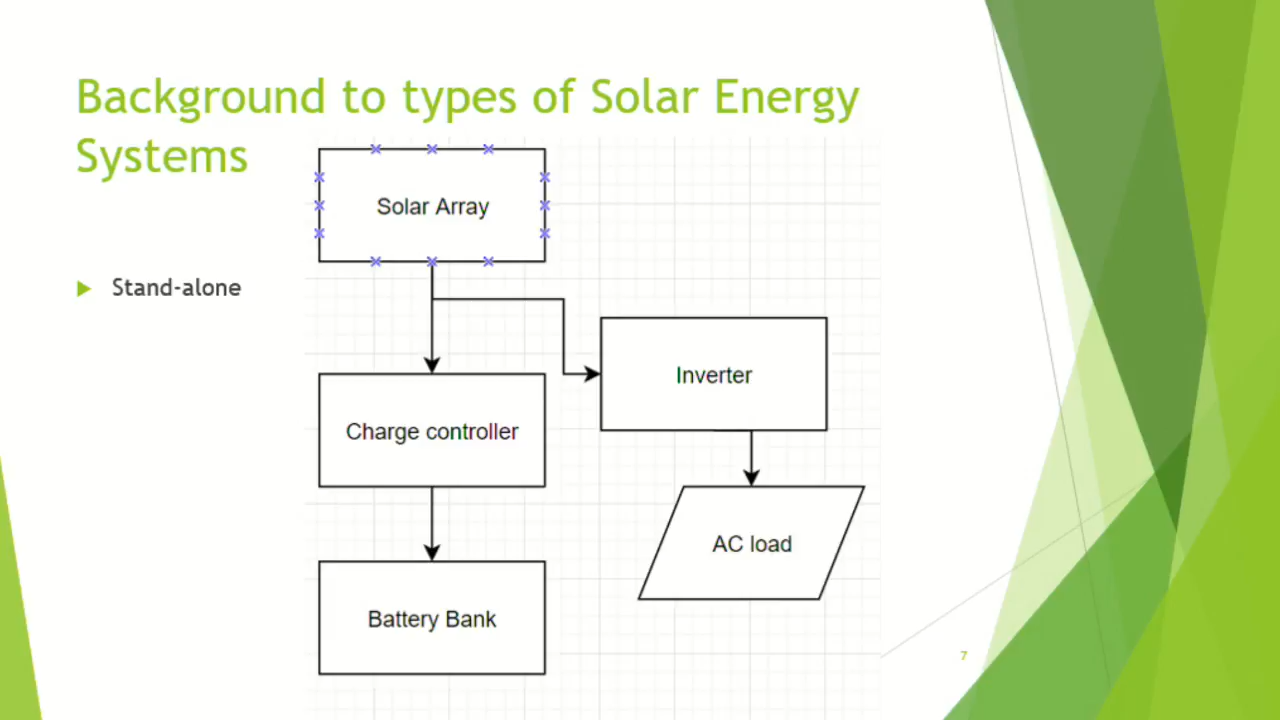 Background to types of Solar Energy
Systems
Solar Array
Stand-alone
Inverter
Charge controller
AC load
Battery Bank
7